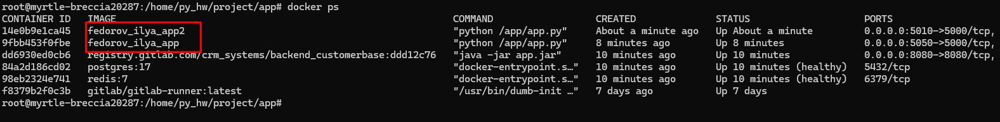 root@myrtle-breccia20287:/home/py_hw/project/app# docker ps
CONTAINER ID   IMAGE   COMMAND   CREATED   STATUS   PORTS
14e0b9e1ca45   fedorov_ilya_app2   "python /app/app.py"   About a minute ago   Up About a minute   0.0.0.0:5010->5000/tcp,
9fbb453f0fbe   fedorov_ilya_app   "python /app/app.py"   8 minutes ago   Up 8 minutes   0.0.0.0:5050->5000/tcp,
dd6930ed0cb6   registry.gitlab.com/crm_systems/backend_customerbase:ddd12c76   "java -jar app.jar"   10 minutes ago   Up 10 minutes   0.0.0.0:8080->8080/tcp,
84a2d186cd02   postgres:17   "docker-entrypoint.s…"   10 minutes ago   Up 10 minutes (healthy)   5432/tcp
98eb2324e741   redis:7   "docker-entrypoint.s…"   10 minutes ago   Up 10 minutes (healthy)   6379/tcp
f8379b2f0c3b   gitlab/gitlab-runner:latest   "/usr/bin/dumb-init …"   7 days ago   Up 7 days
root@myrtle-breccia20287:/home/py_hw/project/app#